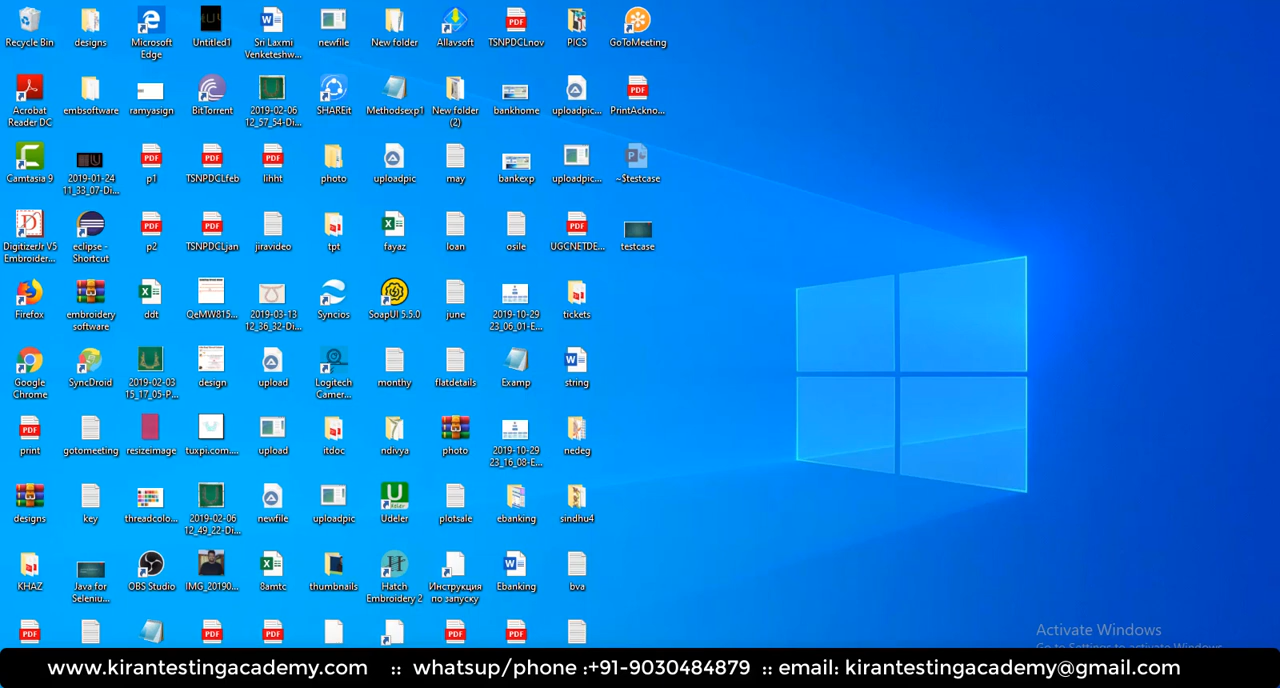 Recycle Bin
designs
Microsoft
Edge
Untitled1
Sri Laxmi
Venketeshw...
newfile
New folder
Allavsoft
TSNPDCLnov
PICS
GoToMeeting
Acrobat
Reader DC
embsoftware
ramyasign
BitTorrent
2019-02-06
12_57_54-Di...
SHAREit
Methodsexp1
New folder
(2)
bankhome
uploadpic...
PrintAckno...
Camtasia 9
2019-01-24
11_33_07-Di...
p1
TSNPDCLfeb
lihht
photo
uploadpic
may
bankexp
uploadpic...
~$testcase
DigitizerJr V5
Embroider...
eclipse -
Shortcut
p2
TSNPDCLjan
jiravideo
tpt
fayaz
loan
osile
UGCNETDE...
testcase
Firefox
embroidery
software
ddt
QeMW815...
2019-03-13
12_36_32-Di...
Syncios
SoapUI 5.5.0
june
2019-10-29
23_06_01-E...
tickets
Google
Chrome
SyncDroid
2019-02-03
15_17_05-P...
design
upload
Logitech
Camer...
monthy
flatdetails
Examp
string
print
gotomeeting
resizeimage
tuxpi.com....
upload
itdoc
ndivya
photo
2019-10-29
23_16_08-E...
nedeg
designs
key
threadcolo...
2019-02-06
12_49_22-Di...
newfile
uploadpic
Udeler
plotsale
ebanking
sindhu4
KHAZ
Java for
Seleniu...
OBS Studio
IMG_20190...
8amtc
thumbnails
Hatch
Embroidery 2
Инструкция
по запуску
Ebanking
bva
Activate Windows
Go to Settings to activate Windows.
www.kirantestingacademy.com :: whatsup/phone :+91-9030484879 :: email: kirantestingacademy@gmail.com